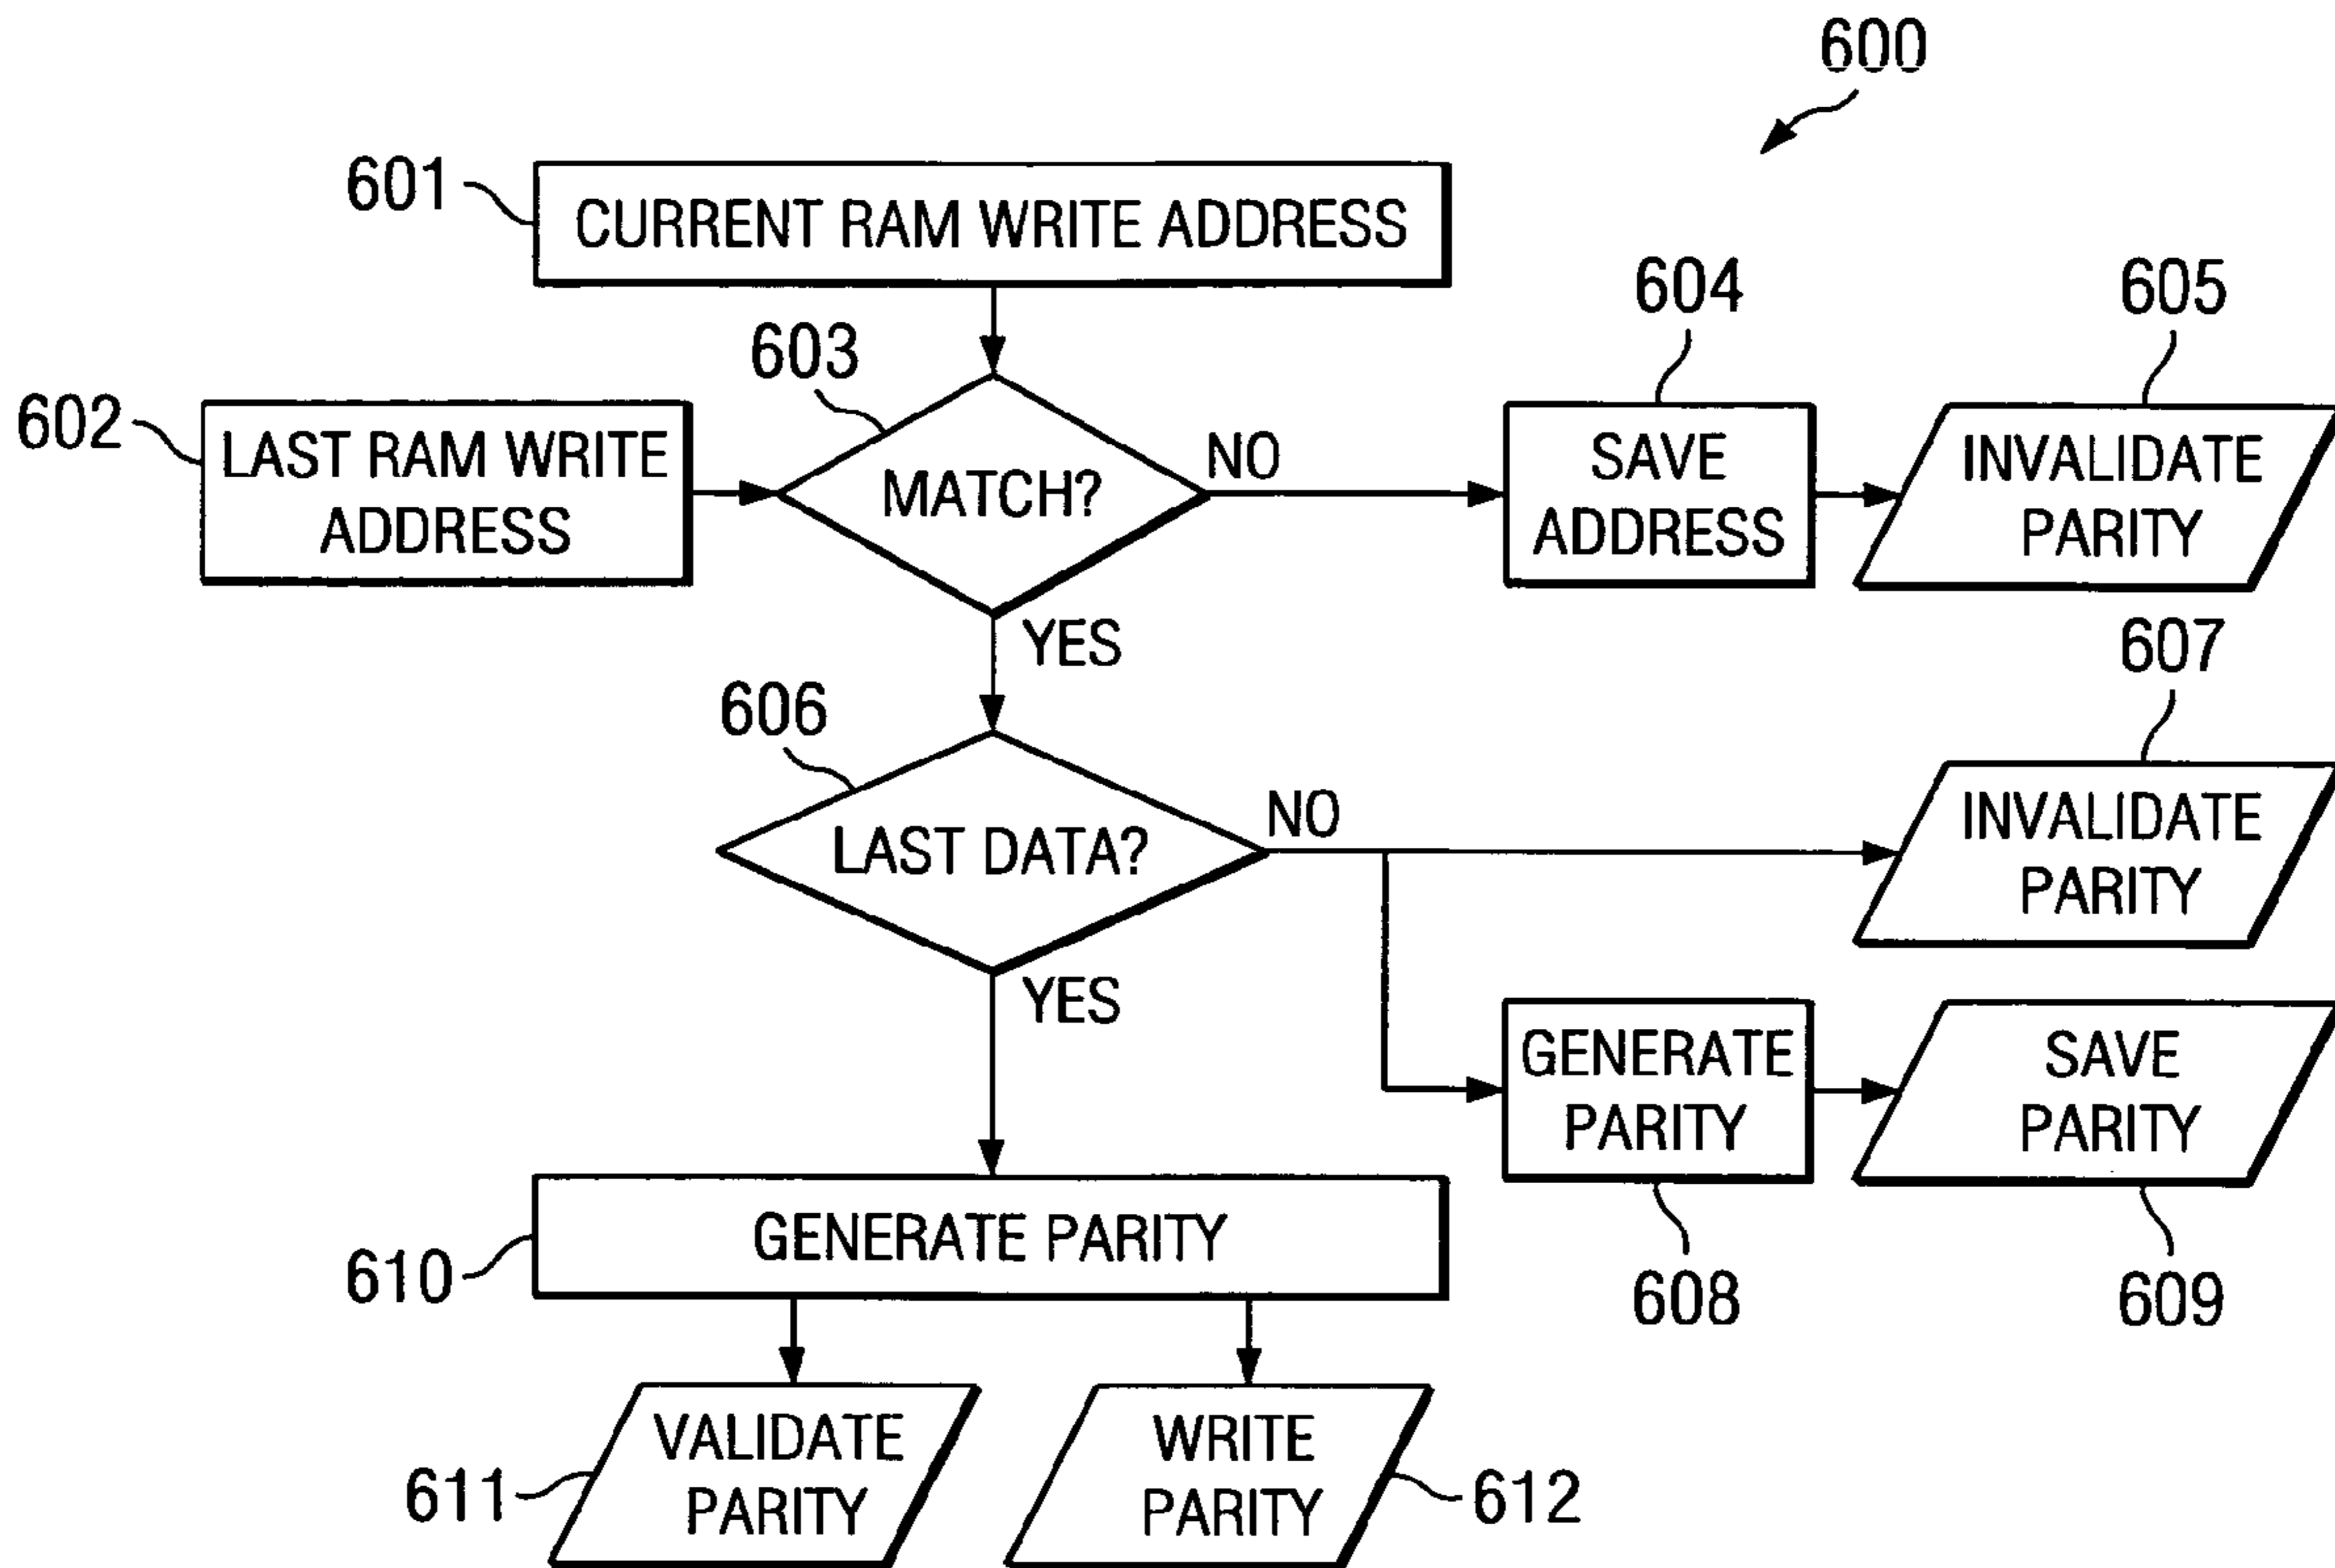 600
601
CURRENT RAM WRITE ADDRESS
604
605
603
602
LAST RAM WRITE
ADDRESS
MATCH?
NO
SAVE
ADDRESS
INVALIDATE
PARITY
YES
607
606
LAST DATA?
NO
INVALIDATE
PARITY
YES
GENERATE
PARITY
SAVE
PARITY
610
GENERATE PARITY
608
609
611
VALIDATE
PARITY
WRITE
PARITY
612